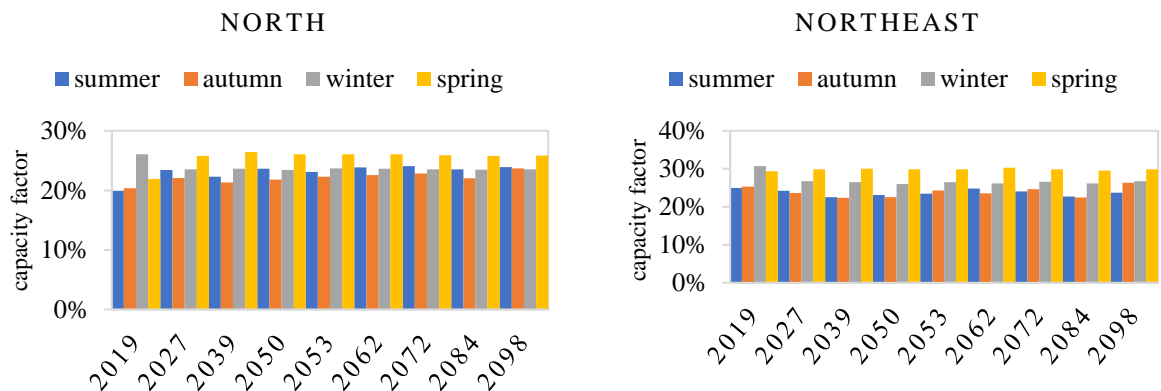 NORTH
summer autumn winter spring
30%
20%
10%
0%
capacity factor
2019 2027 2039 2050 2053 2062 2072 2084 2098
NORTHEAST
summer autumn winter spring
40%
30%
20%
10%
0%
capacity factor
2019 2027 2039 2050 2053 2062 2072 2084 2098